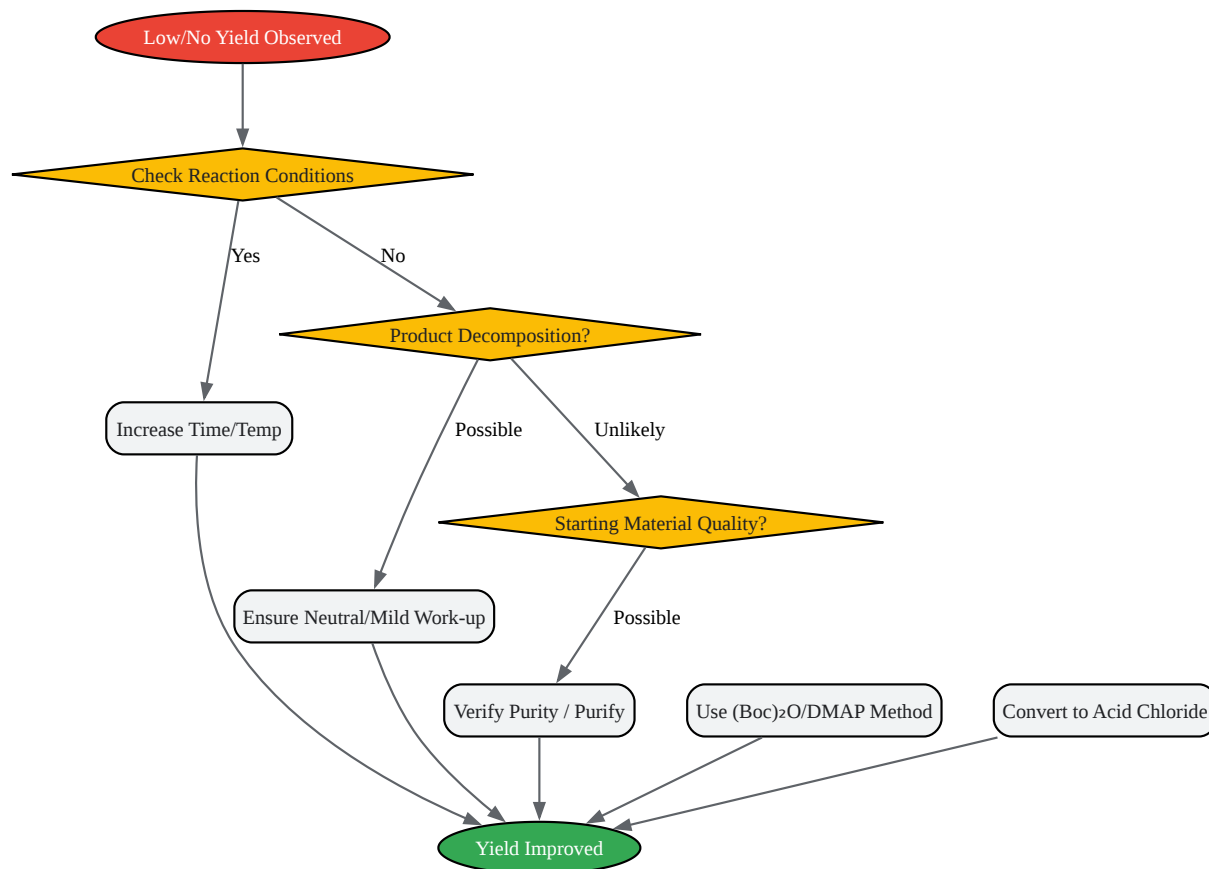 Low/No Yield Observed
Check Reaction Conditions
Yes
No
Product Decomposition?
Increase Time/Temp
Possible
Unlikely
Starting Material Quality?
Ensure Neutral/Mild Work-up
Possible
Verify Purity / Purify
Use (Boc)₂O/DMAP Method
Convert to Acid Chloride
Yield Improved